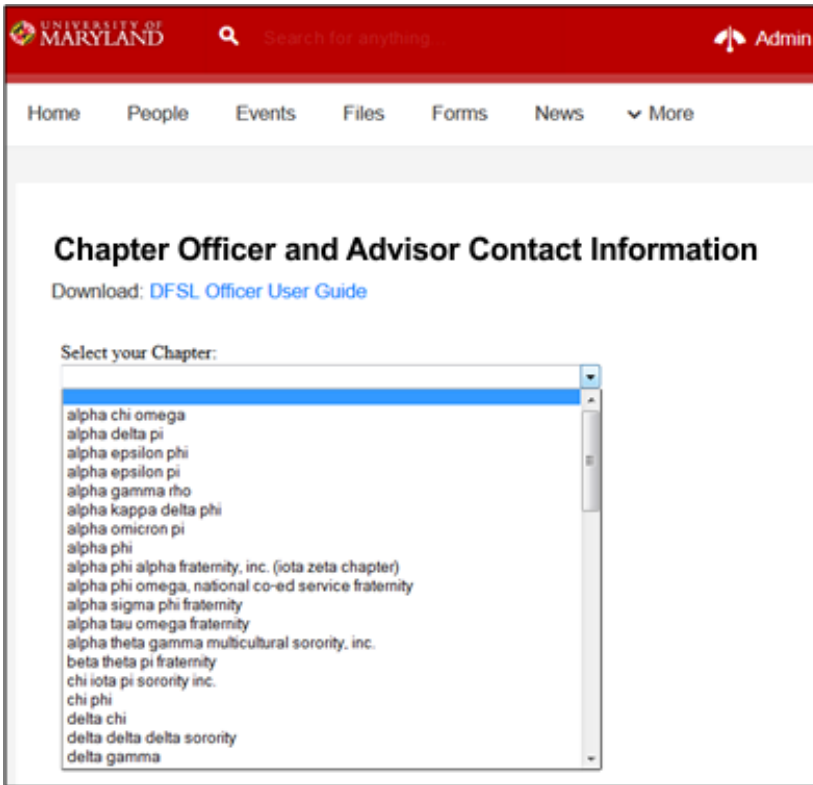 UNIVERSITY OF
MARYLAND
Search for anything...
Admin
Home People Events Files Forms News More
Chapter Officer and Advisor Contact Information
Download: DFSL Officer User Guide
Select your Chapter:
alpha chi omega
alpha delta pi
alpha epsilon phi
alpha epsilon pi
alpha gamma rho
alpha kappa delta phi
alpha omicron pi
alpha phi
alpha phi alpha fraternity, inc. (iota zeta chapter)
alpha phi omega, national co-ed service fraternity
alpha sigma phi fraternity
alpha tau omega fraternity
alpha theta gamma multicultural sorority, inc.
beta theta pi fraternity
chi iota pi sorority inc.
chi phi
delta chi
delta delta delta sorority
delta gamma